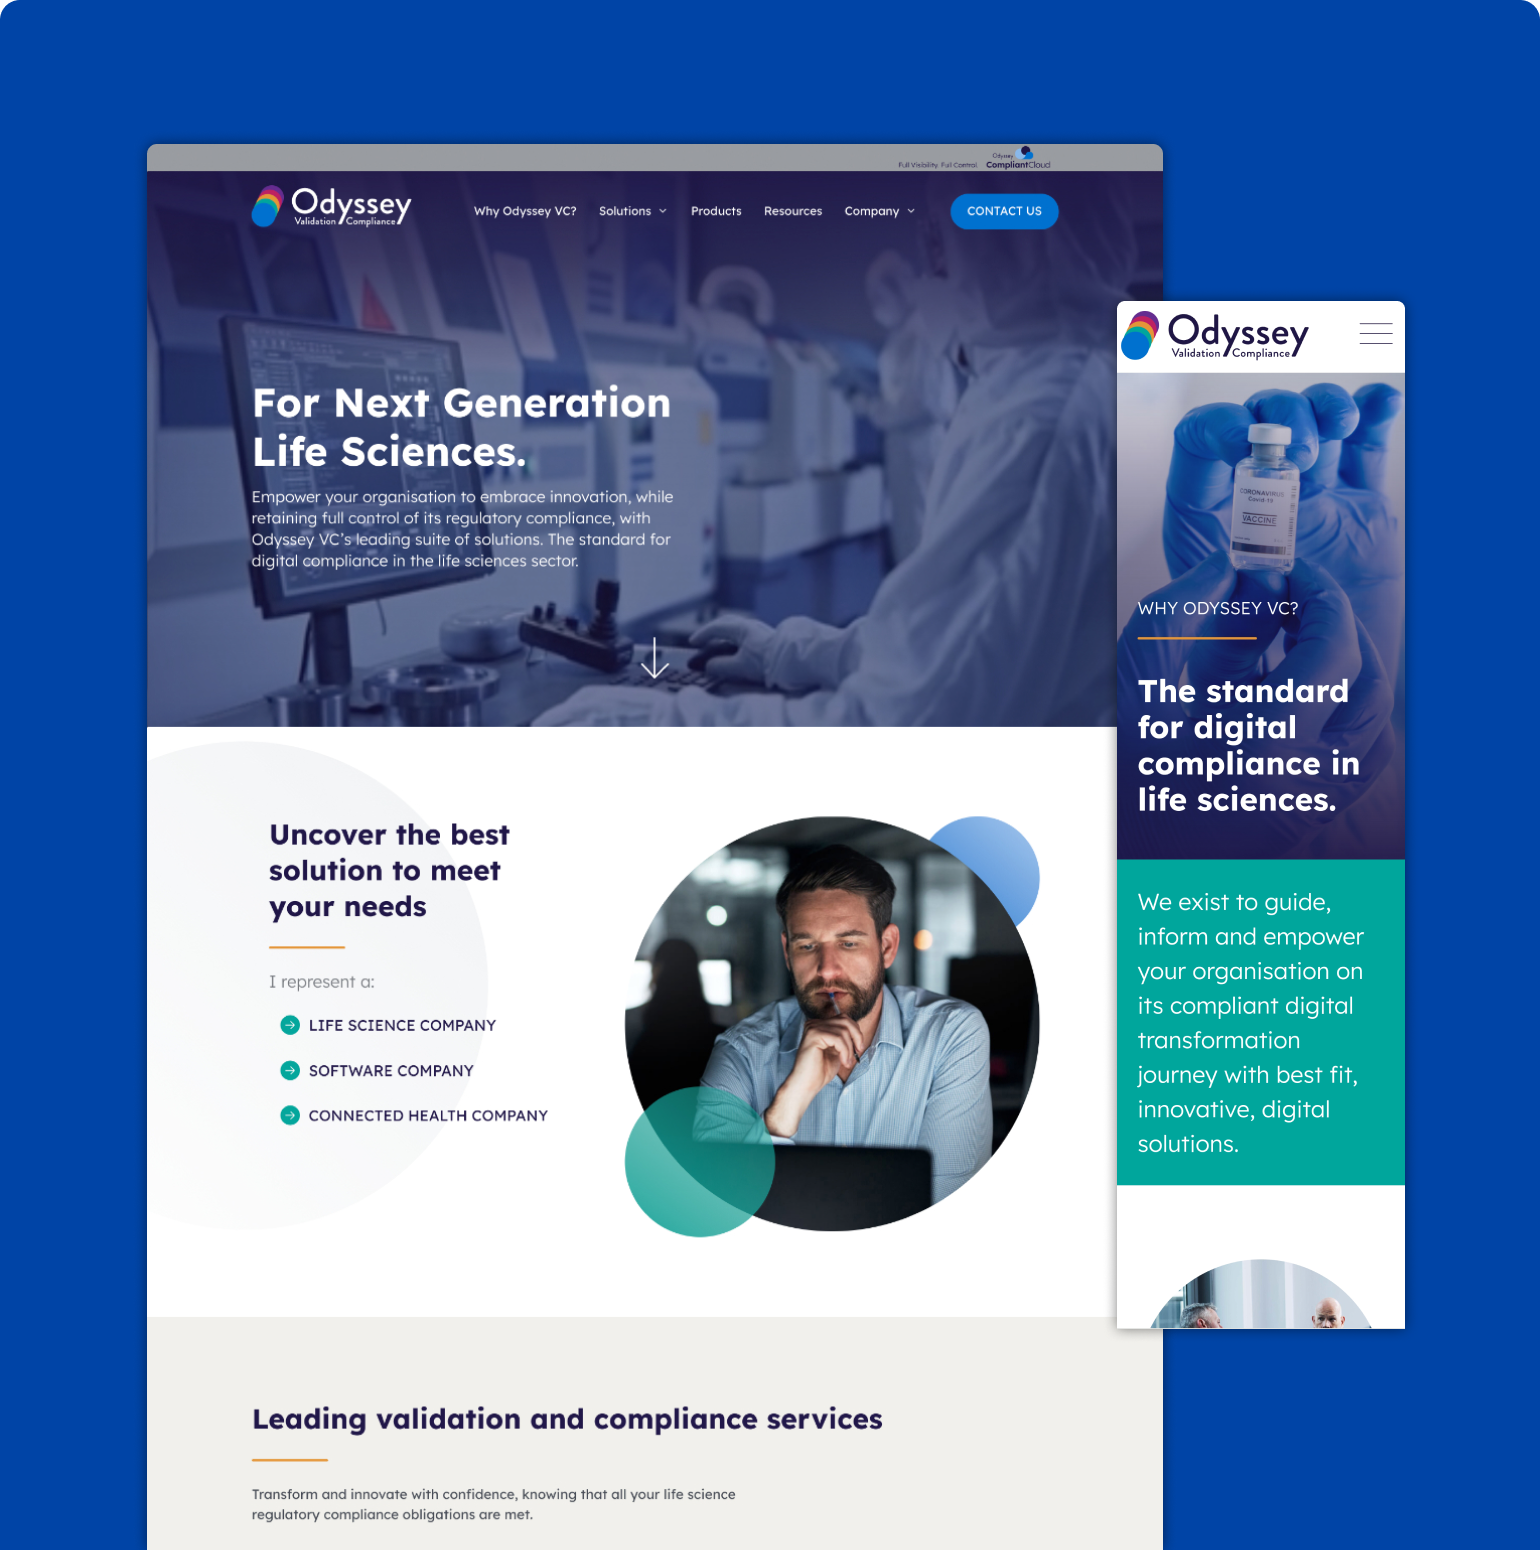 Full Visibility. Full Control.
Odyssey
CompliantCloud
Odyssey
Validation Compliance
Why Odyssey VC?
Solutions
Products
Resources
Company
CONTACT US
For Next Generation
Life Sciences.
Empower your organisation to embrace innovation, while
retaining full control of its regulatory compliance, with
Odyssey VC’s leading suite of solutions. The standard for
digital compliance in the life sciences sector.
Uncover the best
solution to meet
your needs
I represent a:
LIFE SCIENCE COMPANY
SOFTWARE COMPANY
CONNECTED HEALTH COMPANY
Leading validation and compliance services
Transform and innovate with confidence, knowing that all your life science
regulatory compliance obligations are met.
Odyssey
Validation Compliance
CORONAVIRUS
Covid-19
VACCINE
WHY ODYSSEY VC?
The standard
for digital
compliance in
life sciences.
We exist to guide,
inform and empower
your organisation on
its compliant digital
transformation
journey with best fit,
innovative, digital
solutions.